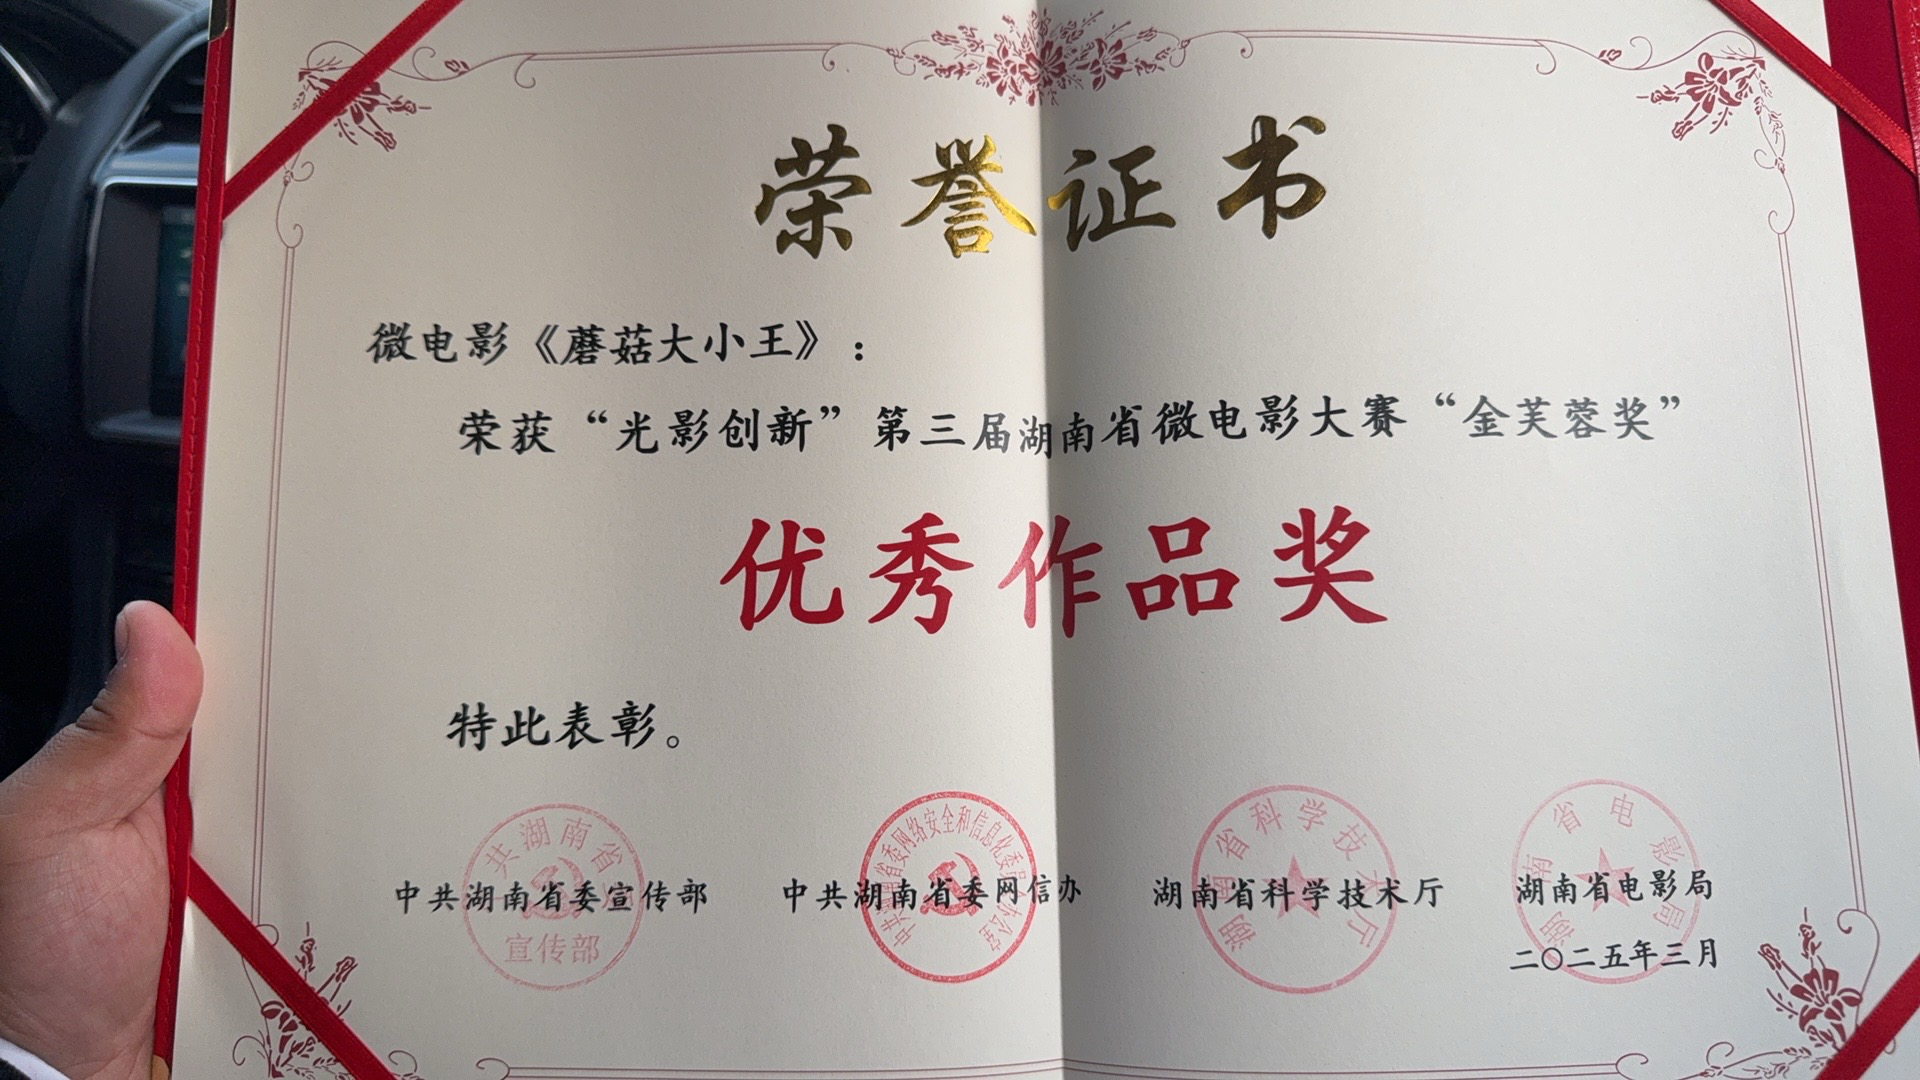 荣誉证书
微电影《蘑菇大小王》：
荣获“光影创新”第三届湖南省微电影大赛“金芙蓉奖”
优秀作品奖
特此表彰。
中共湖南省委宣传部 中共湖南省委网信办 湖南省科学技术厅 湖南省电影局
宣传部
二〇二五年三月